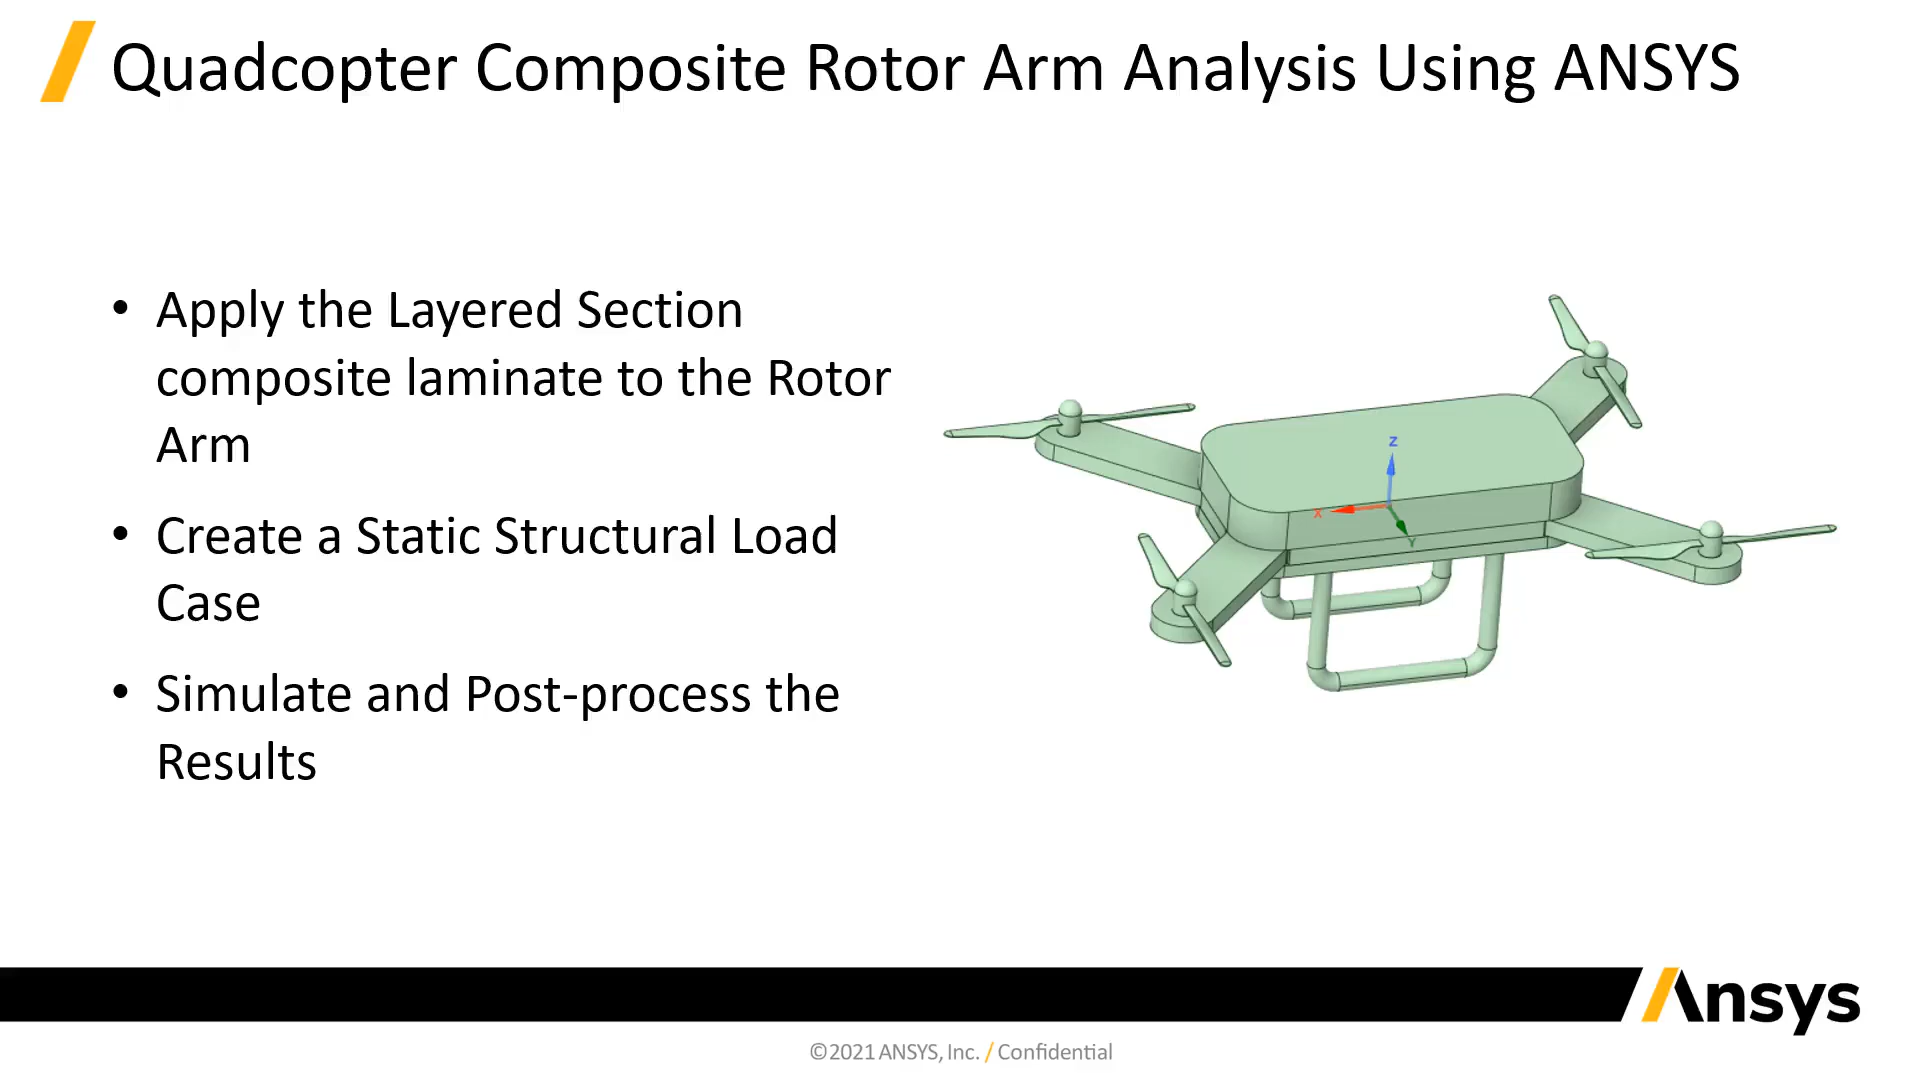 Quadcopter Composite Rotor Arm Analysis Using ANSYS
• Apply the Layered Section
composite laminate to the Rotor
Arm
• Create a Static Structural Load
Case
• Simulate and Post-process the
Results
Z
X
Y
Ansys
©2021 ANSYS, Inc. / Confidential